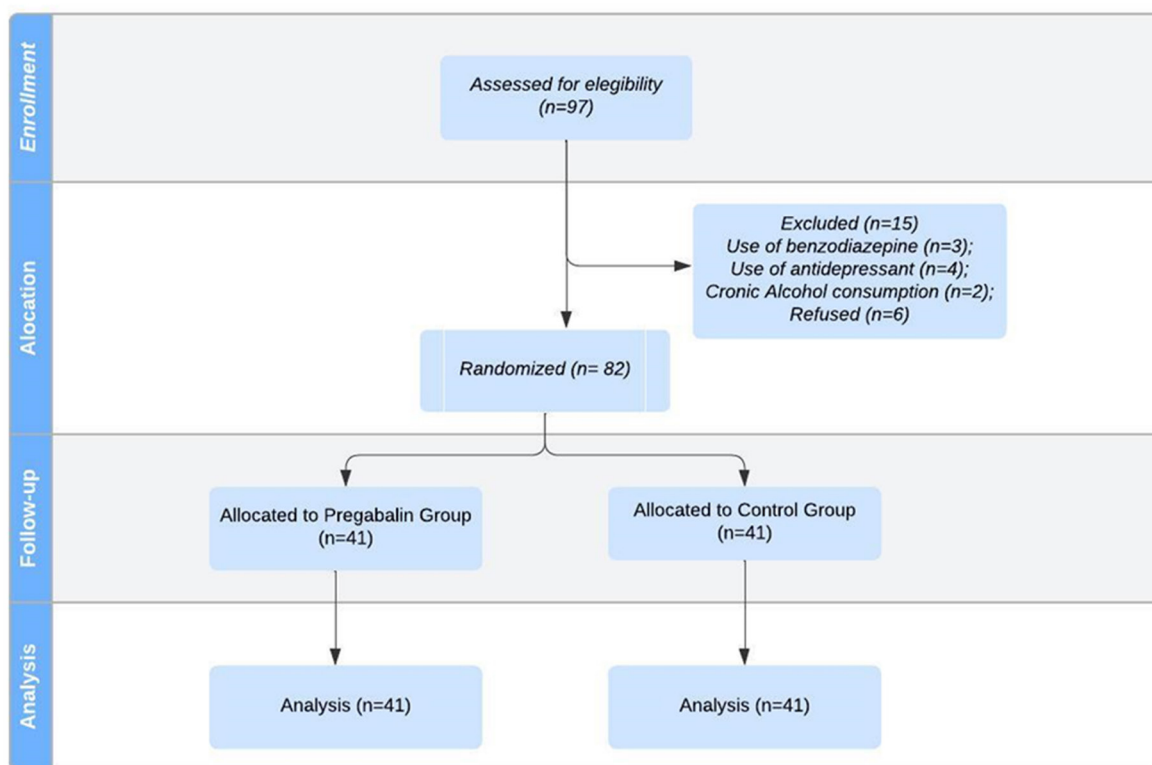 Enrollment
Assessed for elegibility
(n=97)
Alocation
Excluded (n=15)
Use of benzodiazepine (n=3);
Use of antidepressant (n=4);
Cronic Alcohol consumption (n=2);
Refused (n=6)
Randomized (n= 82)
Follow-up
Allocated to Pregabalin Group
(n=41)
Allocated to Control Group
(n=41)
Analysis
Analysis (n=41)
Analysis (n=41)